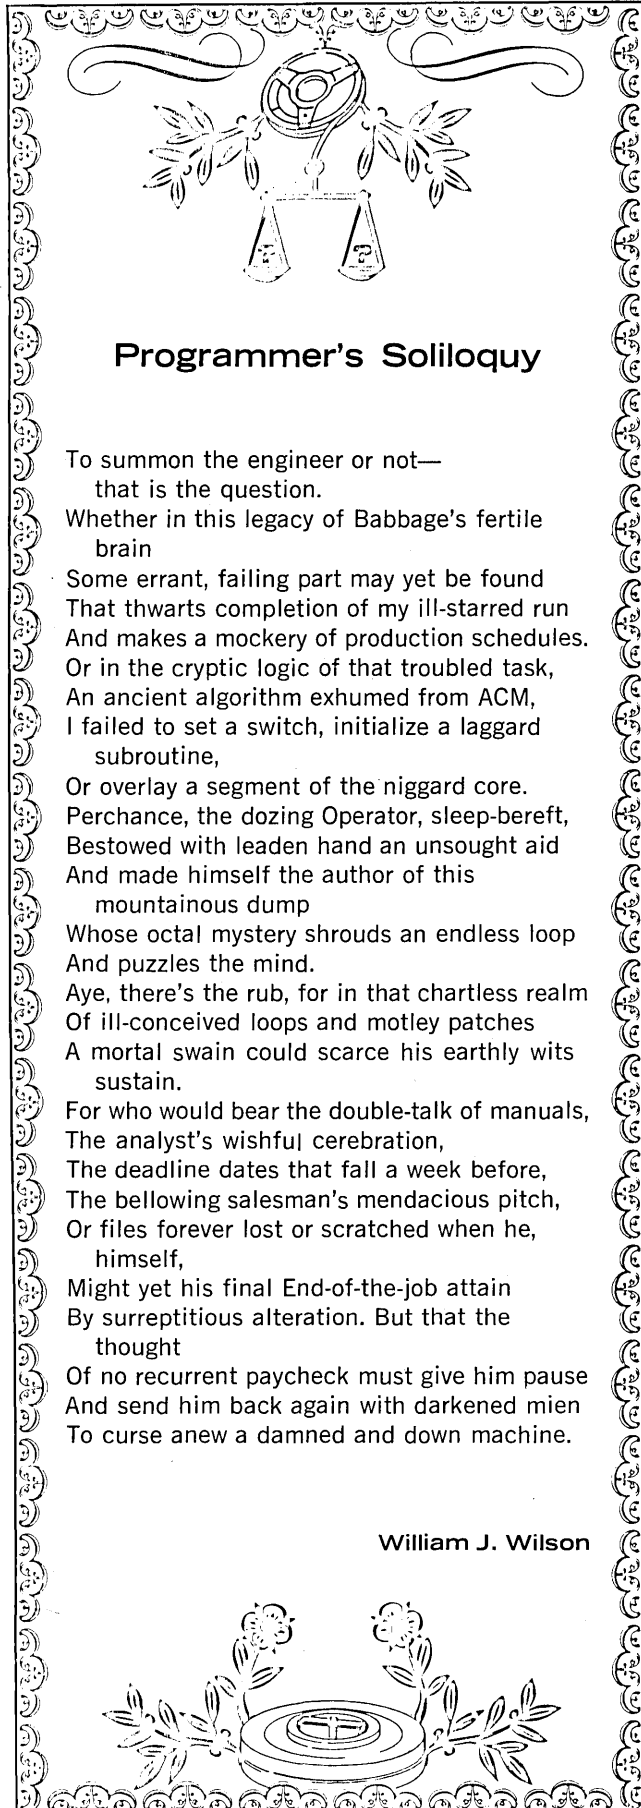 ? ?
Programmer's Soliloquy
To summon the engineer or not—
that is the question.
Whether in this legacy of Babbage's fertile
brain
Some errant, failing part may yet be found
That thwarts completion of my ill-starred run
And makes a mockery of production schedules.
Or in the cryptic logic of that troubled task,
An ancient algorithm exhumed from ACM,
I failed to set a switch, initialize a laggard
subroutine,
Or overlay a segment of the niggard core.
Perchance, the dozing Operator, sleep-bereft,
Bestowed with leaden hand an unsought aid
And made himself the author of this
mountainous dump
Whose octal mystery shrouds an endless loop
And puzzles the mind.
Aye, there's the rub, for in that chartless realm
Of ill-conceived loops and motley patches
A mortal swain could scarce his earthly wits
sustain.
For who would bear the double-talk of manuals,
The analyst's wishful cerebration,
The deadline dates that fall a week before,
The bellowing salesman's mendacious pitch,
Or files forever lost or scratched when he,
himself,
Might yet his final End-of-the-job attain
By surreptitious alteration. But that the
thought
Of no recurrent paycheck must give him pause
And send him back again with darkened mien
To curse anew a damned and down machine.
William J. Wilson